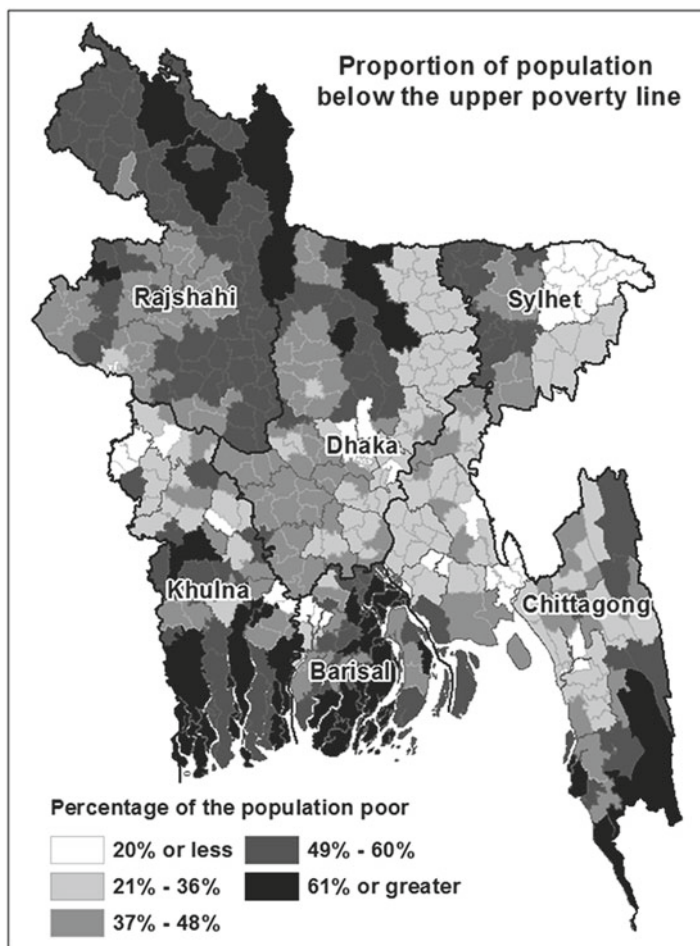 Proportion of population
below the upper poverty line
Rajshahi
Sylhet
Dhaka
Khulna
Chittagong
Barisal
Percentage of the population poor
20% or less
49% - 60%
21% - 36%
61% or greater
37% - 48%